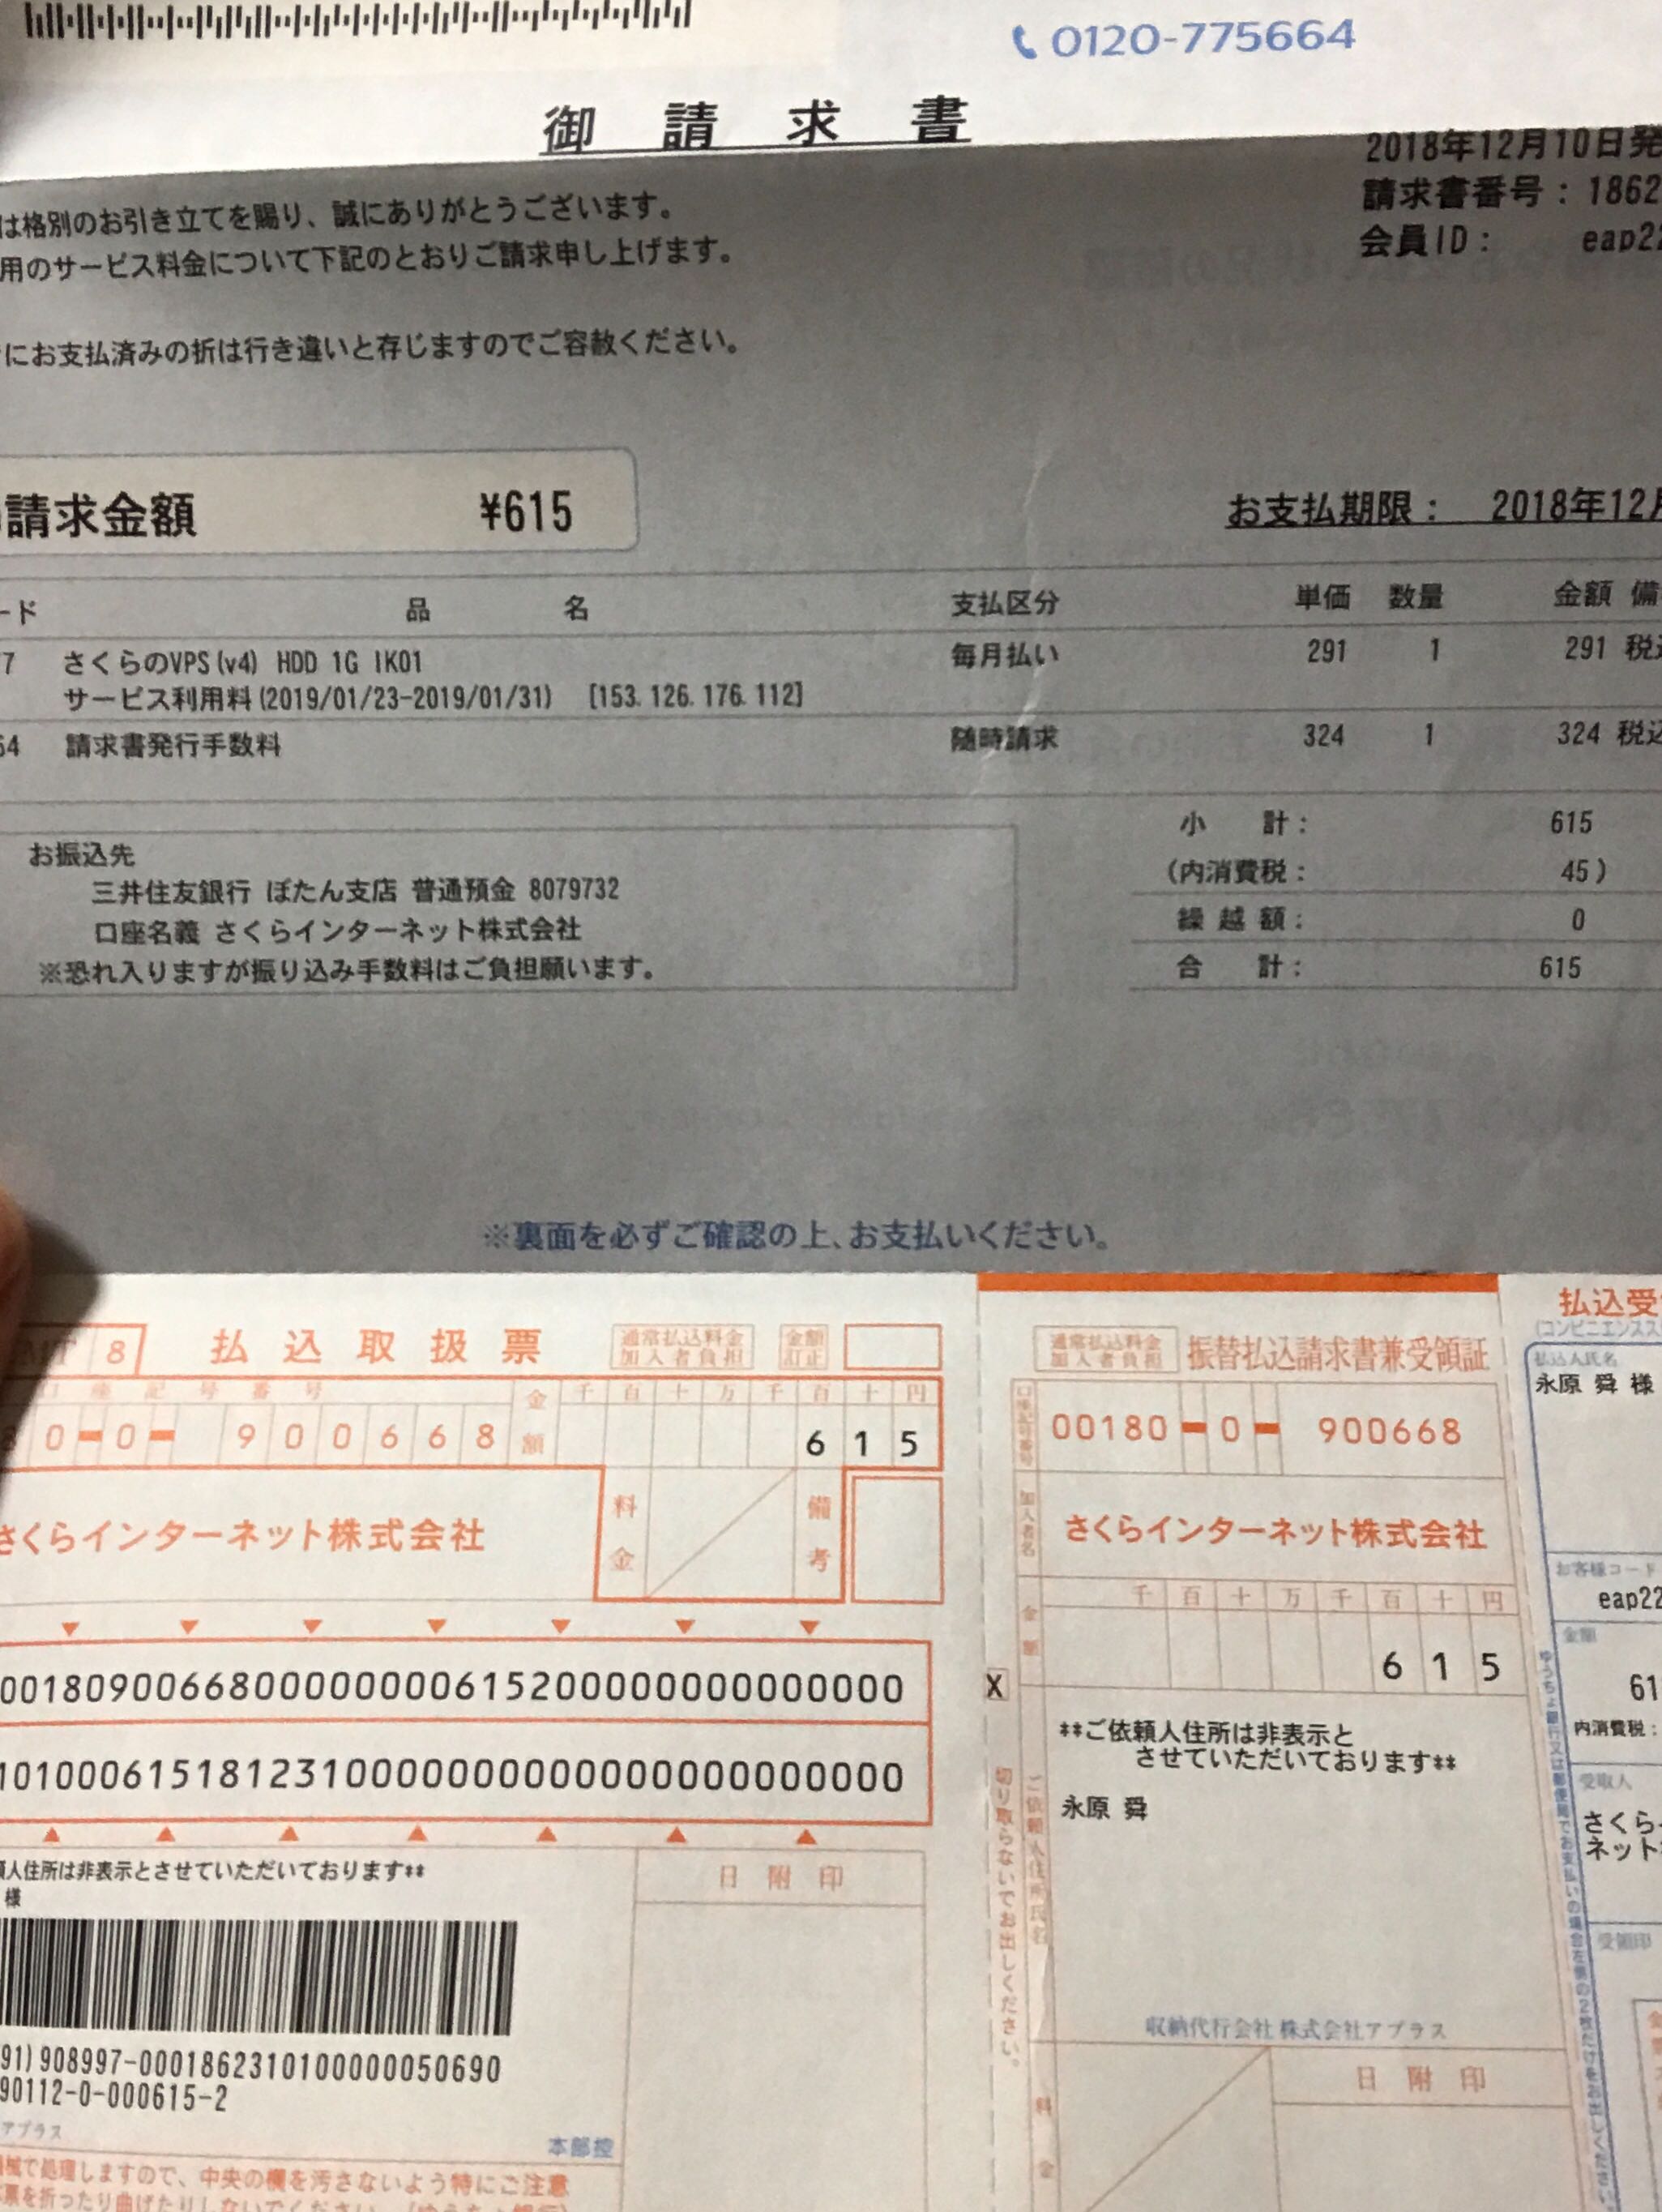 0120-775664
御請求書
2018年12月10日発
請求書番号：1862
会員ID： eap22
は格別のお引き立てを賜り、誠にありがとうございます。
用のサービス料金について下記のとおりご請求申し上げます。
にお支払済みの折は行き違いと存じますのでご容赦ください。
請求金額 ¥615
お支払期限： 2018年12月
ード 品名 支払区分 単価 数量 金額 備
7 さくらのVPS(v4) HDD 1G IK01 毎月払い 291 1 291 税込
サービス利用料(2019/01/23-2019/01/31) [153.126.176.112]
64 請求書発行手数料 随時請求 324 1 324 税込
小計： 615
(内消費税： 45)
繰越額： 0
合計： 615
お振込先
三井住友銀行 ぼたん支店 普通預金 8079732
口座名義 さくらインターネット株式会社
※恐れ入りますが振り込み手数料はご負担願います。
※裏面を必ずご確認の上、お支払いください。
8 払込取扱票 通常払込料金加入者負担 金額訂正
口座記号番号 金額 千百十万千百十円
0-0- 900668 615
さくらインターネット株式会社
料金 備考
001809006680000000006152000000000000000
10100061518123100000000000000000000000
頼人住所は非表示とさせていただいております**
様
日附印
91)908997-0001862310100000050690
90112-0-000615-2
アプラス
本部控
機械で処理しますので、中央の欄を汚さないよう特にご注意
票を折ったり曲げたりしないでください。(ゆうちょ銀行)
通常払込料金加入者負担 振替払込請求書兼受領証
口座記号番号 00180-0- 900668
加入者名 さくらインターネット株式会社
金額 千百十万千百十円
615
X
切り取らないでお出しください。
ご依頼人住所氏名
**ご依頼人住所は非表示と
させていただいております**
永原 舜
収納代行会社 株式会社アプラス
料金
日附印
払込受
(コンビニエンスス
払込人氏名
永原 舜 様
お客様コード
eap22
金額
61
内消費税：
受取人
さくら
ネット
受領印